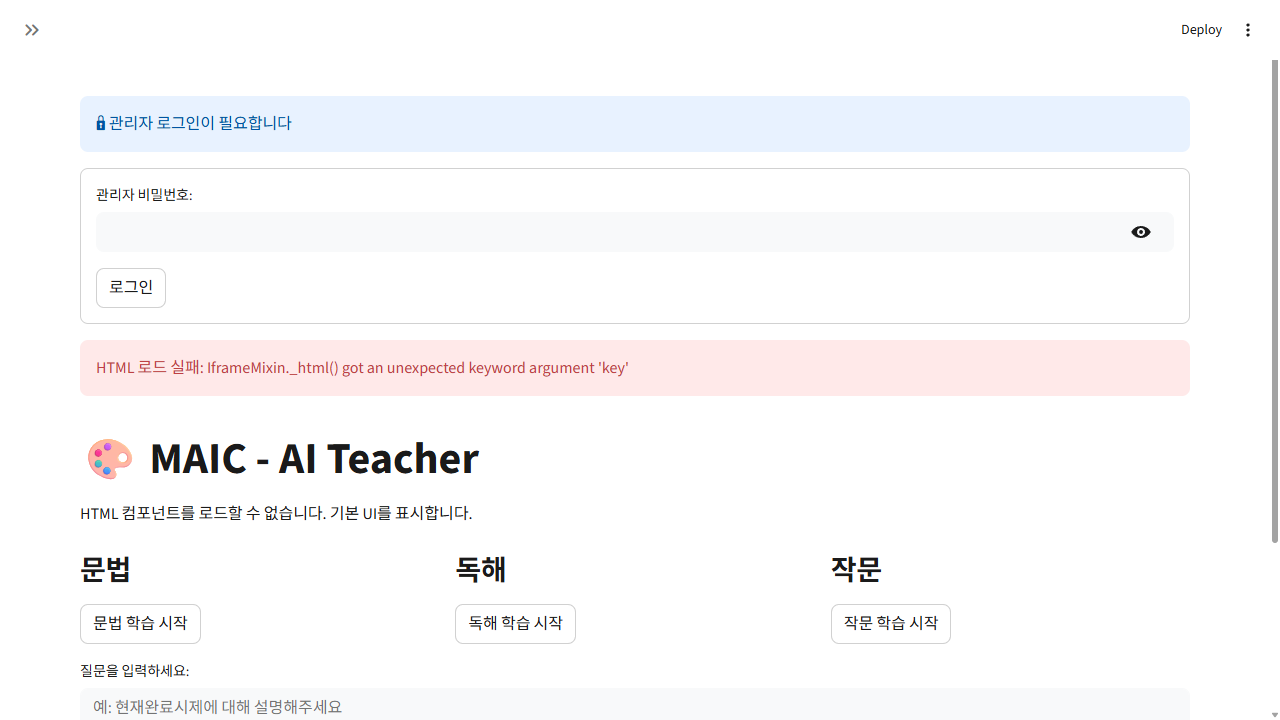 Deploy
관리자 로그인이 필요합니다
관리자 비밀번호:
로그인
HTML 로드 실패: IframeMixin._html() got an unexpected keyword argument 'key'
MAIC - AI Teacher
HTML 컴포넌트를 로드할 수 없습니다. 기본 UI를 표시합니다.
문법 독해 작문
문법 학습 시작 독해 학습 시작 작문 학습 시작
질문을 입력하세요:
예: 현재완료시제에 대해 설명해주세요